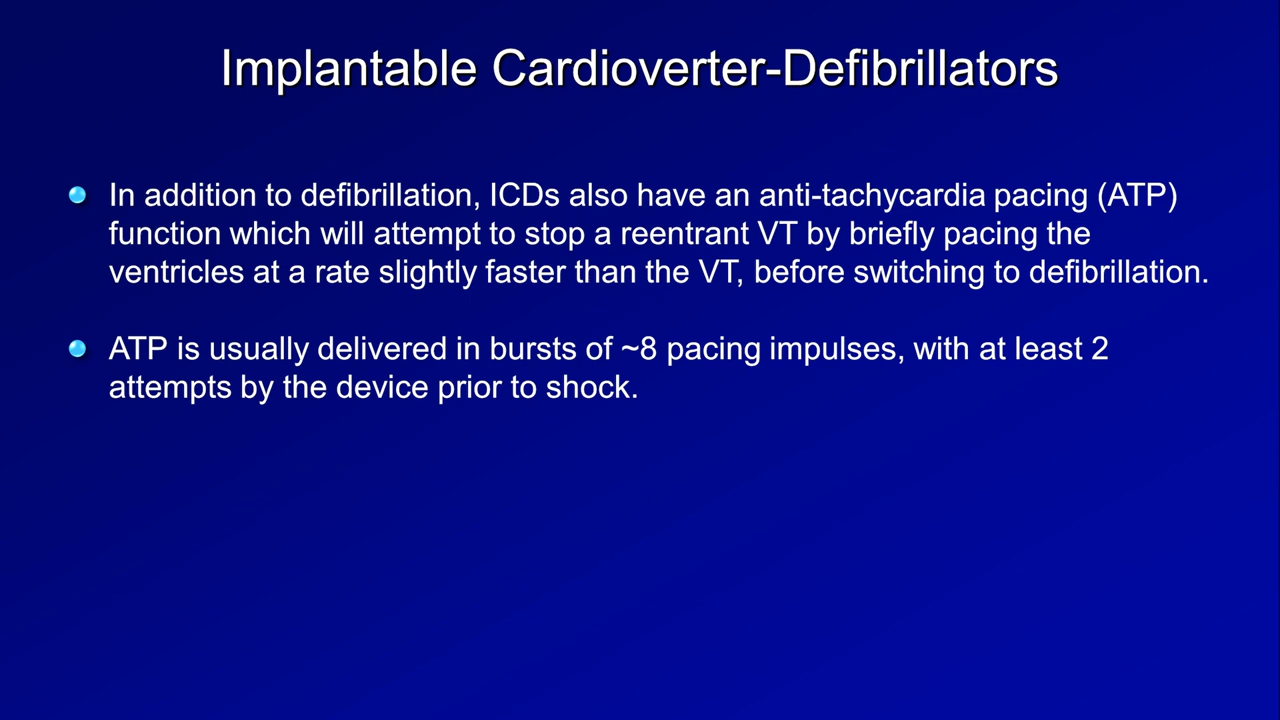 Implantable Cardioverter-Defibrillators
In addition to defibrillation, ICDs also have an anti-tachycardia pacing (ATP)
function which will attempt to stop a reentrant VT by briefly pacing the
ventricles at a rate slightly faster than the VT, before switching to defibrillation.
ATP is usually delivered in bursts of ~8 pacing impulses, with at least 2
attempts by the device prior to shock.